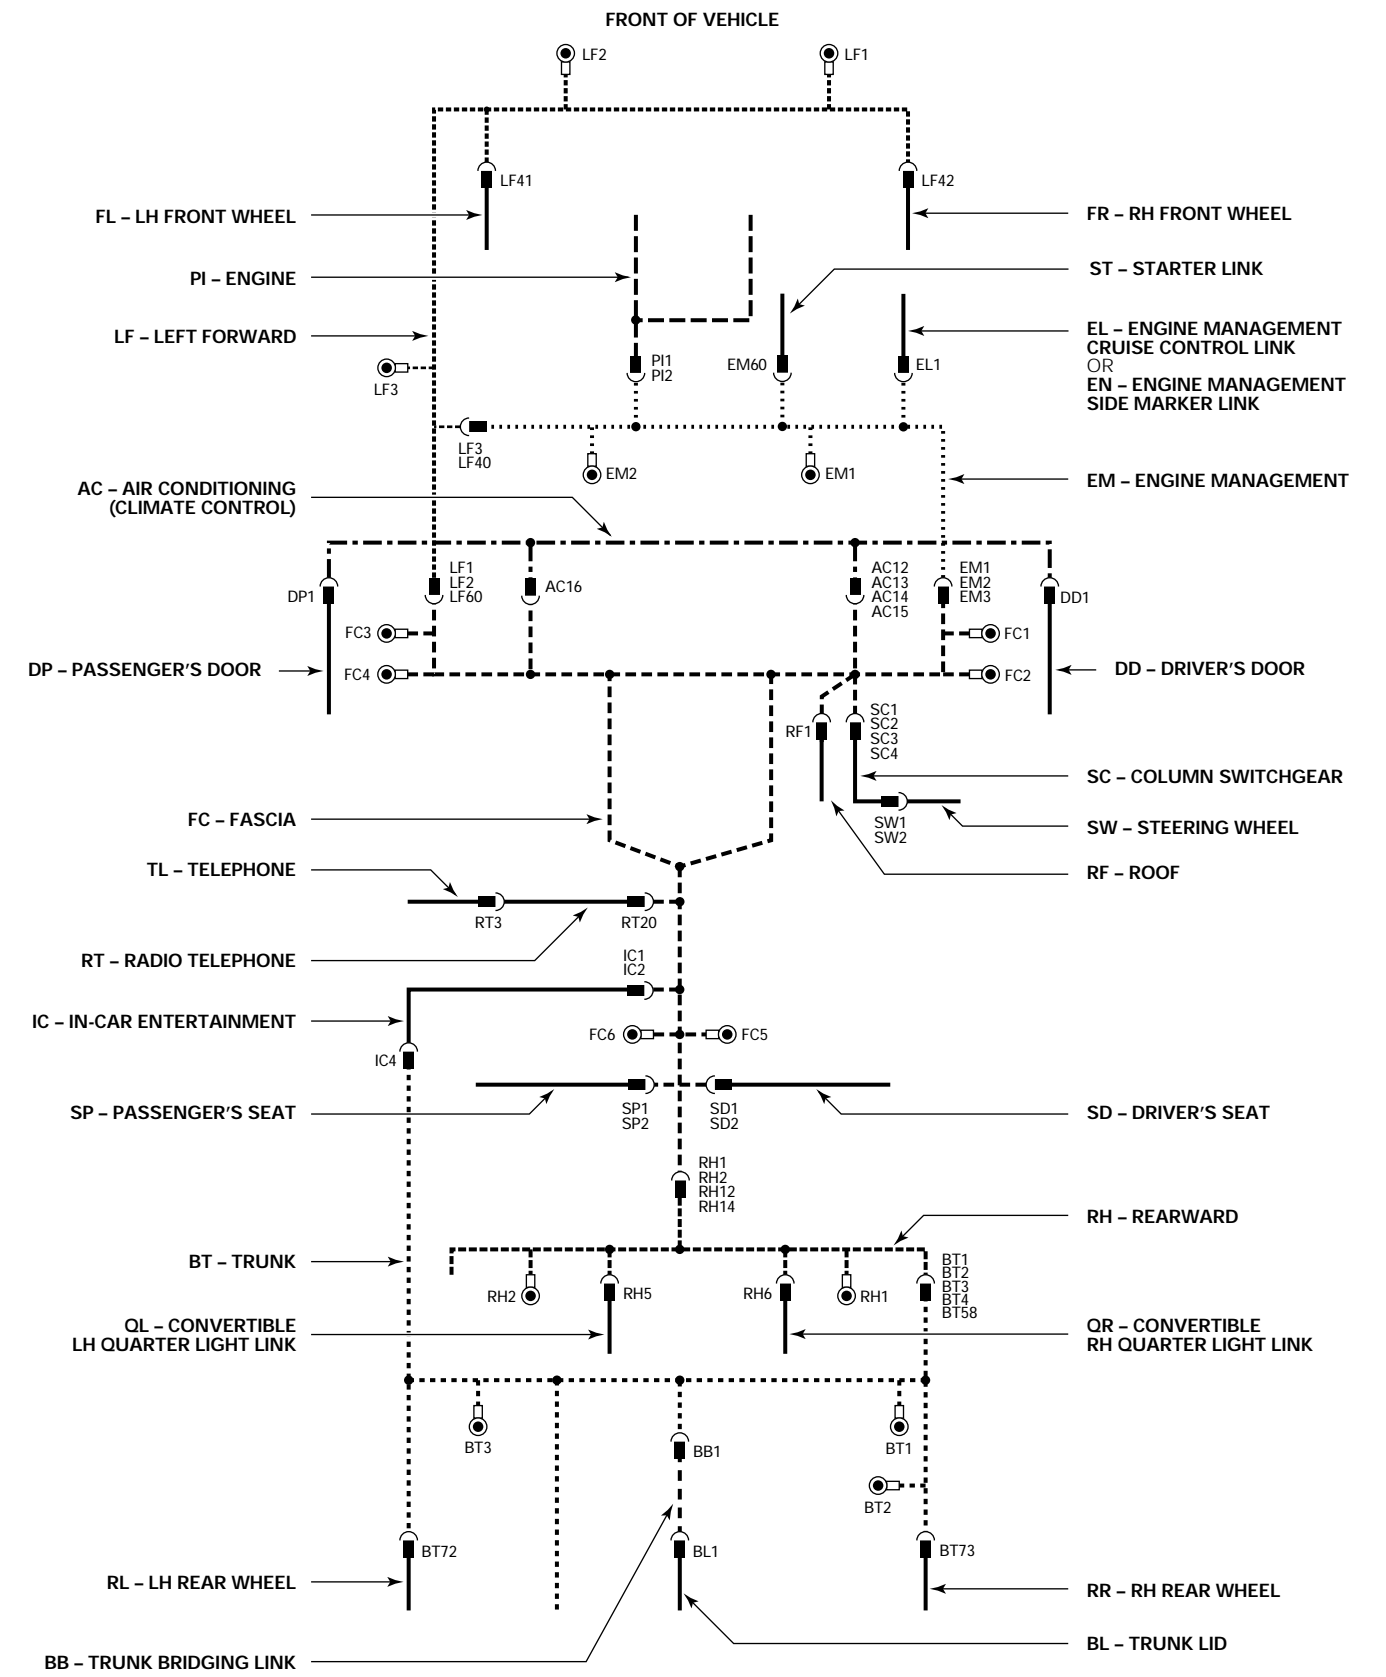 FRONT OF VEHICLE
LF2
LF1
LF41
LF42
FL – LH FRONT WHEEL
FR – RH FRONT WHEEL
PI – ENGINE
ST – STARTER LINK
LF – LEFT FORWARD
EL – ENGINE MANAGEMENT
CRUISE CONTROL LINK
OR
EN – ENGINE MANAGEMENT
SIDE MARKER LINK
PI1
PI2
EM60
EL1
LF3
LF3
LF40
EM2
EM1
EM – ENGINE MANAGEMENT
AC – AIR CONDITIONING
(CLIMATE CONTROL)
DP1
LF1
LF2
LF60
AC16
AC12
AC13
AC14
AC15
EM1
EM2
EM3
DD1
FC3
FC1
DP – PASSENGER'S DOOR
FC4
FC2
DD – DRIVER'S DOOR
RF1
SC1
SC2
SC3
SC4
SC – COLUMN SWITCHGEAR
FC – FASCIA
SW1
SW2
SW – STEERING WHEEL
TL – TELEPHONE
RF – ROOF
RT3
RT20
RT – RADIO TELEPHONE
IC1
IC2
IC – IN-CAR ENTERTAINMENT
FC6
FC5
IC4
SP – PASSENGER'S SEAT
SP1
SP2
SD1
SD2
SD – DRIVER'S SEAT
RH1
RH2
RH12
RH14
RH – REARWARD
BT – TRUNK
RH2
RH5
RH6
RH1
BT1
BT2
BT3
BT4
BT58
QL – CONVERTIBLE
LH QUARTER LIGHT LINK
QR – CONVERTIBLE
RH QUARTER LIGHT LINK
BT3
BB1
BT1
BT2
BT72
BL1
BT73
RL – LH REAR WHEEL
RR – RH REAR WHEEL
BL – TRUNK LID
BB – TRUNK BRIDGING LINK